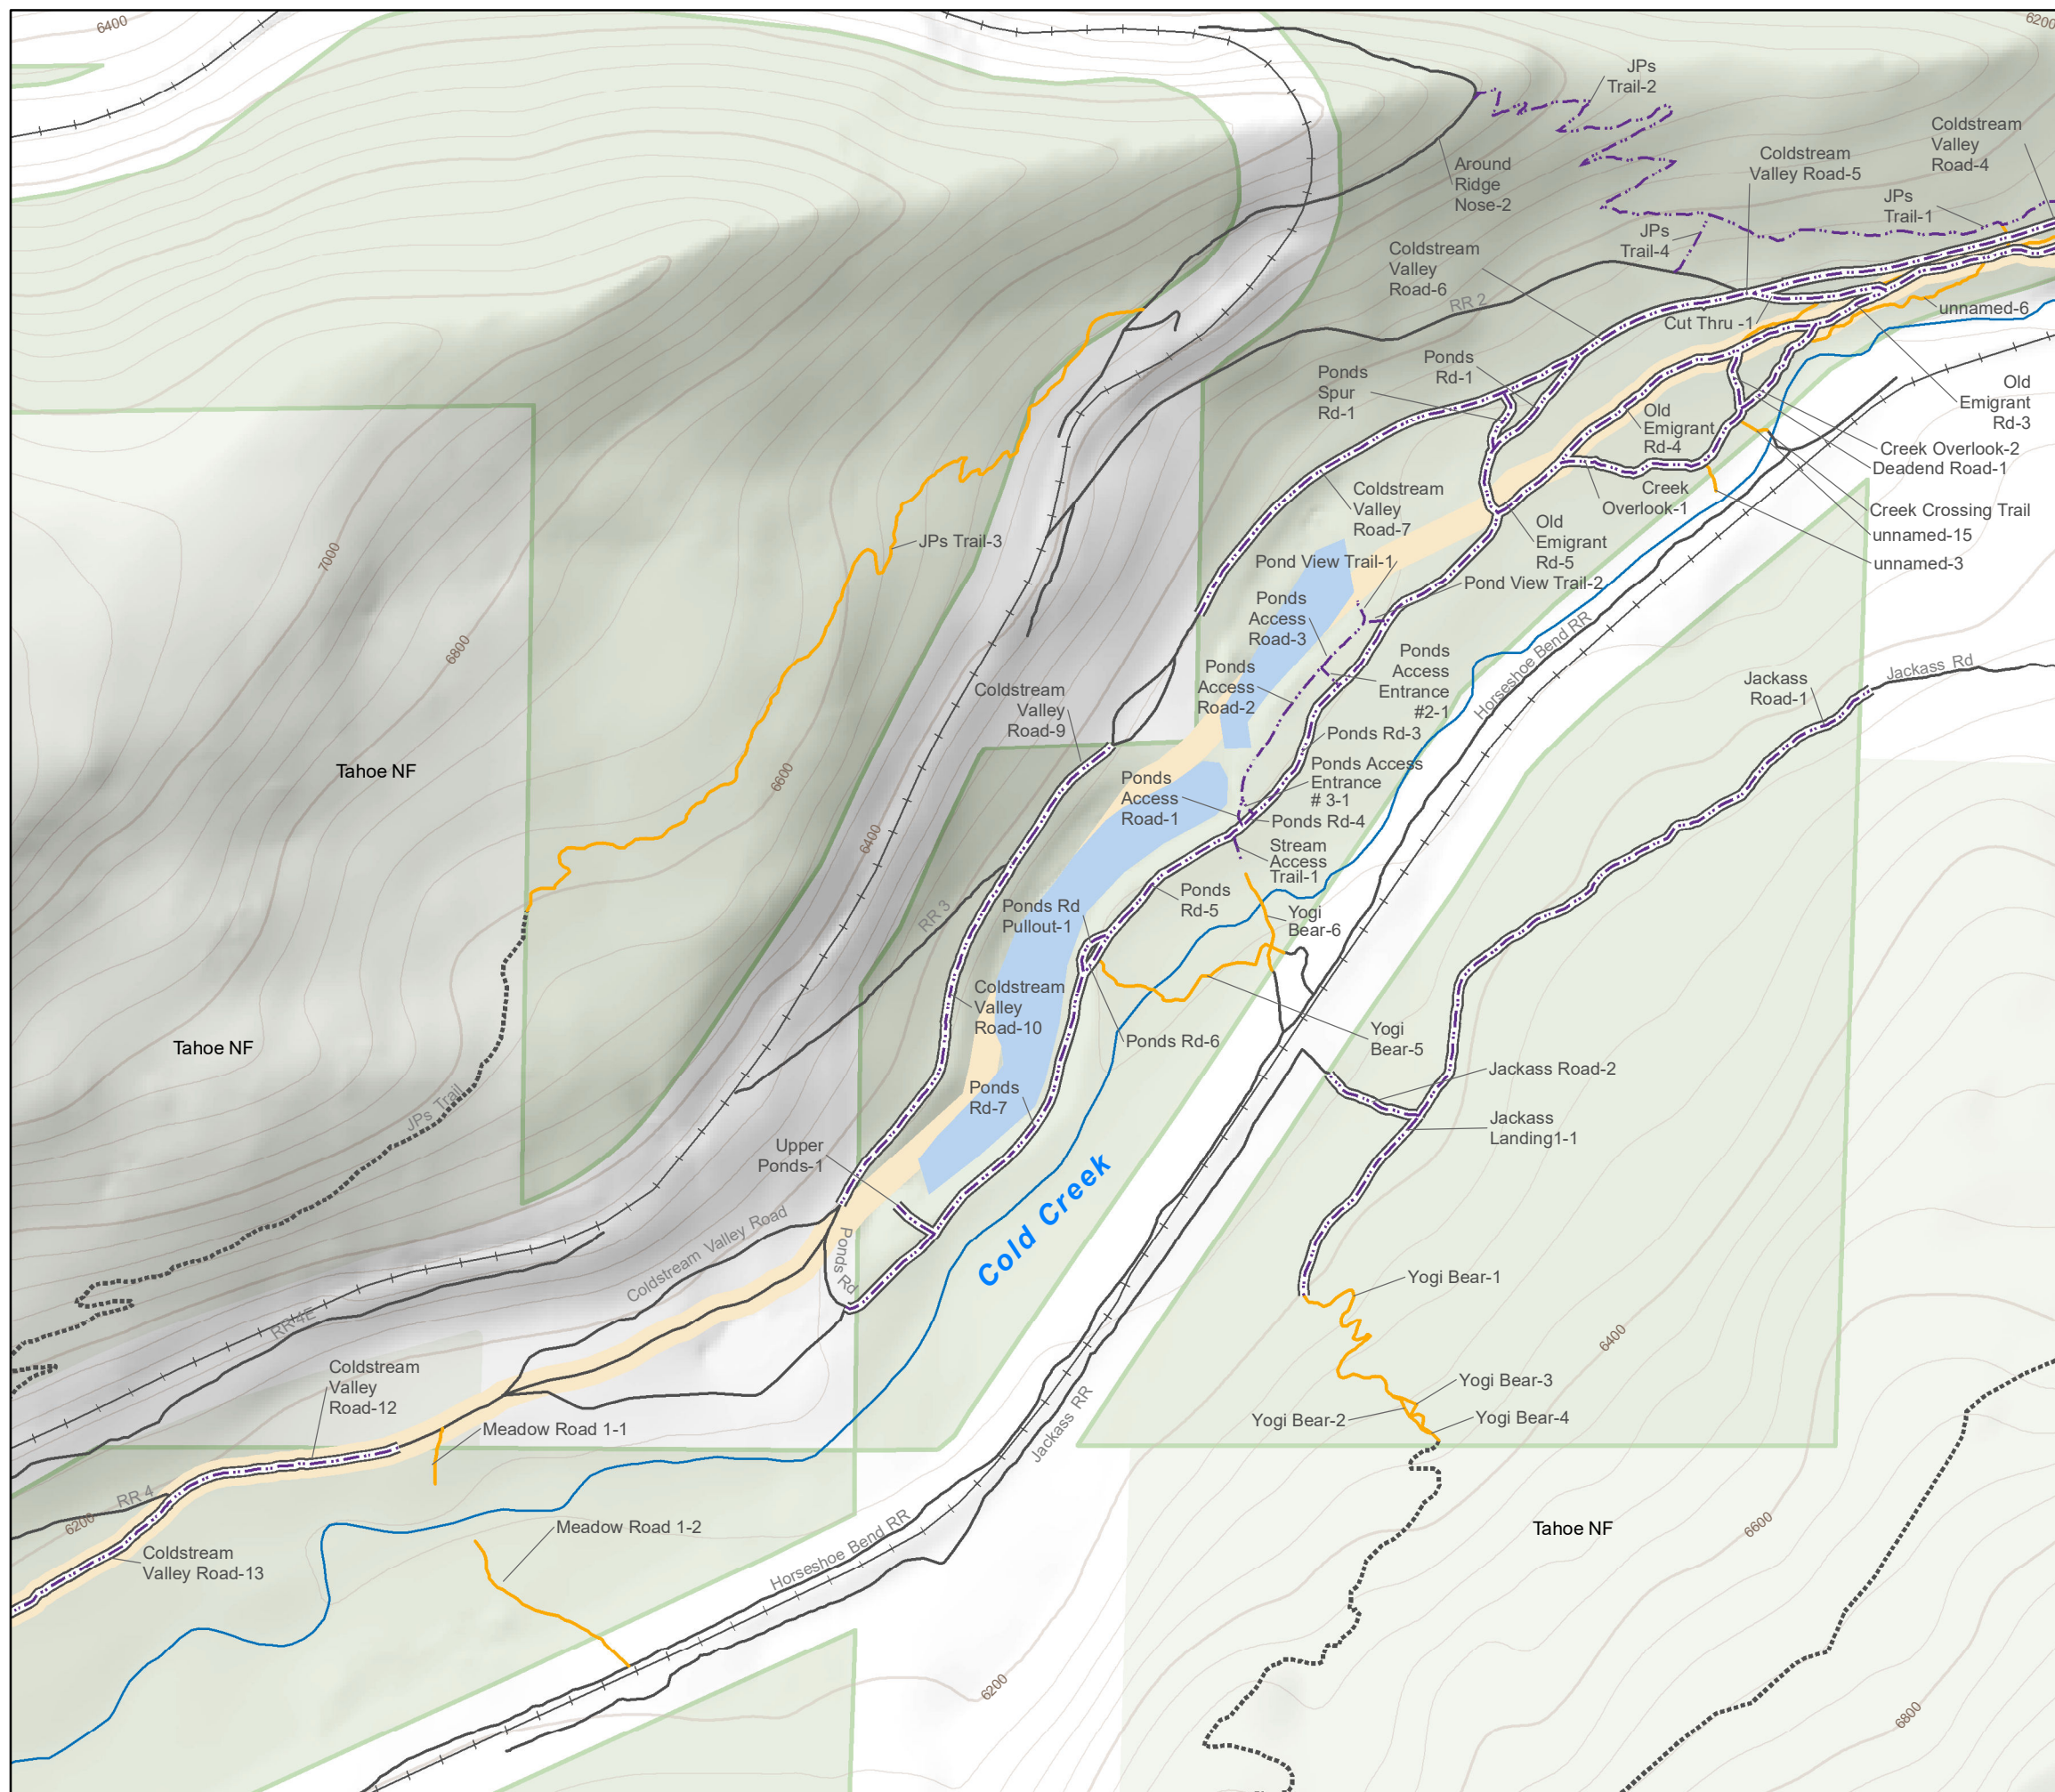 6400
6200
JPs
Trail-2
Coldstream
Valley
Road-4
Coldstream
Valley Road-5
Around
Ridge
Nose-2
JPs
Trail-1
JPs
Trail-4
Coldstream
Valley
Road-6
RR 2
Cut Thru -1
unnamed-6
Ponds
Rd-1
Ponds
Spur
Rd-1
Old
Emigrant
Rd-3
Old
Emigrant
Rd-4
Creek Overlook-2
Deadend Road-1
Creek
Overlook-1
Coldstream
Valley
Road-7
Creek Crossing Trail
unnamed-15
unnamed-3
Old
Emigrant
Rd-5
JPs Trail-3
7000
Pond View Trail-1
Pond View Trail-2
Ponds
Access
Road-3
6800
Horseshoe Bend RR
Ponds
Access
Entrance
#2-1
Ponds
Access
Road-2
Jackass Rd
Jackass
Road-1
Coldstream
Valley
Road-9
Ponds Rd-3
Tahoe NF
6600
Ponds Access
Entrance
# 3-1
Ponds
Access
Road-1
Ponds Rd-4
6400
Stream
Access
Trail-1
Ponds
Rd-5
RR 3
Ponds Rd
Pullout-1
Yogi
Bear-6
Coldstream
Valley
Road-10
Tahoe NF
Ponds Rd-6
Yogi
Bear-5
Jackass Road-2
JPs Trail
Ponds
Rd-7
Jackass
Landing1-1
Upper
Ponds-1
Cold Creek
Coldstream Valley Road
Ponds Rd
Yogi Bear-1
RR 4E
6400
Coldstream
Valley
Road-12
Yogi Bear-3
Yogi Bear-2
Yogi Bear-4
Meadow Road 1-1
Jackass RR
RR 4
6200
Meadow Road 1-2
Tahoe NF
6600
Coldstream
Valley Road-13
Horseshoe Bend RR
6200
6800